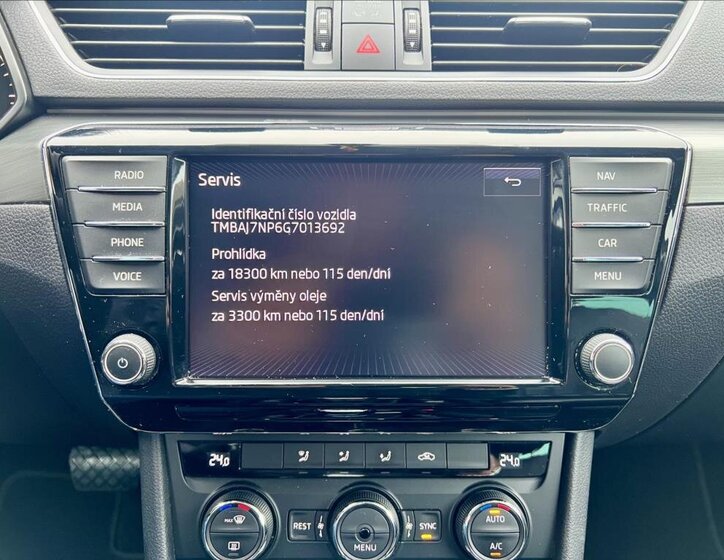 RADIO
MEDIA
PHONE
VOICE
Servis
Identifikační číslo vozidla
TMBAJ7NP6G7013692
Prohlídka
za 18300 km nebo 115 den/dní
Servis výměny oleje
za 3300 km nebo 115 den/dní
NAV
TRAFFIC
CAR
MENU
24.0
24.0
MAX
REST
MENU
SYNC
AUTO
A/C